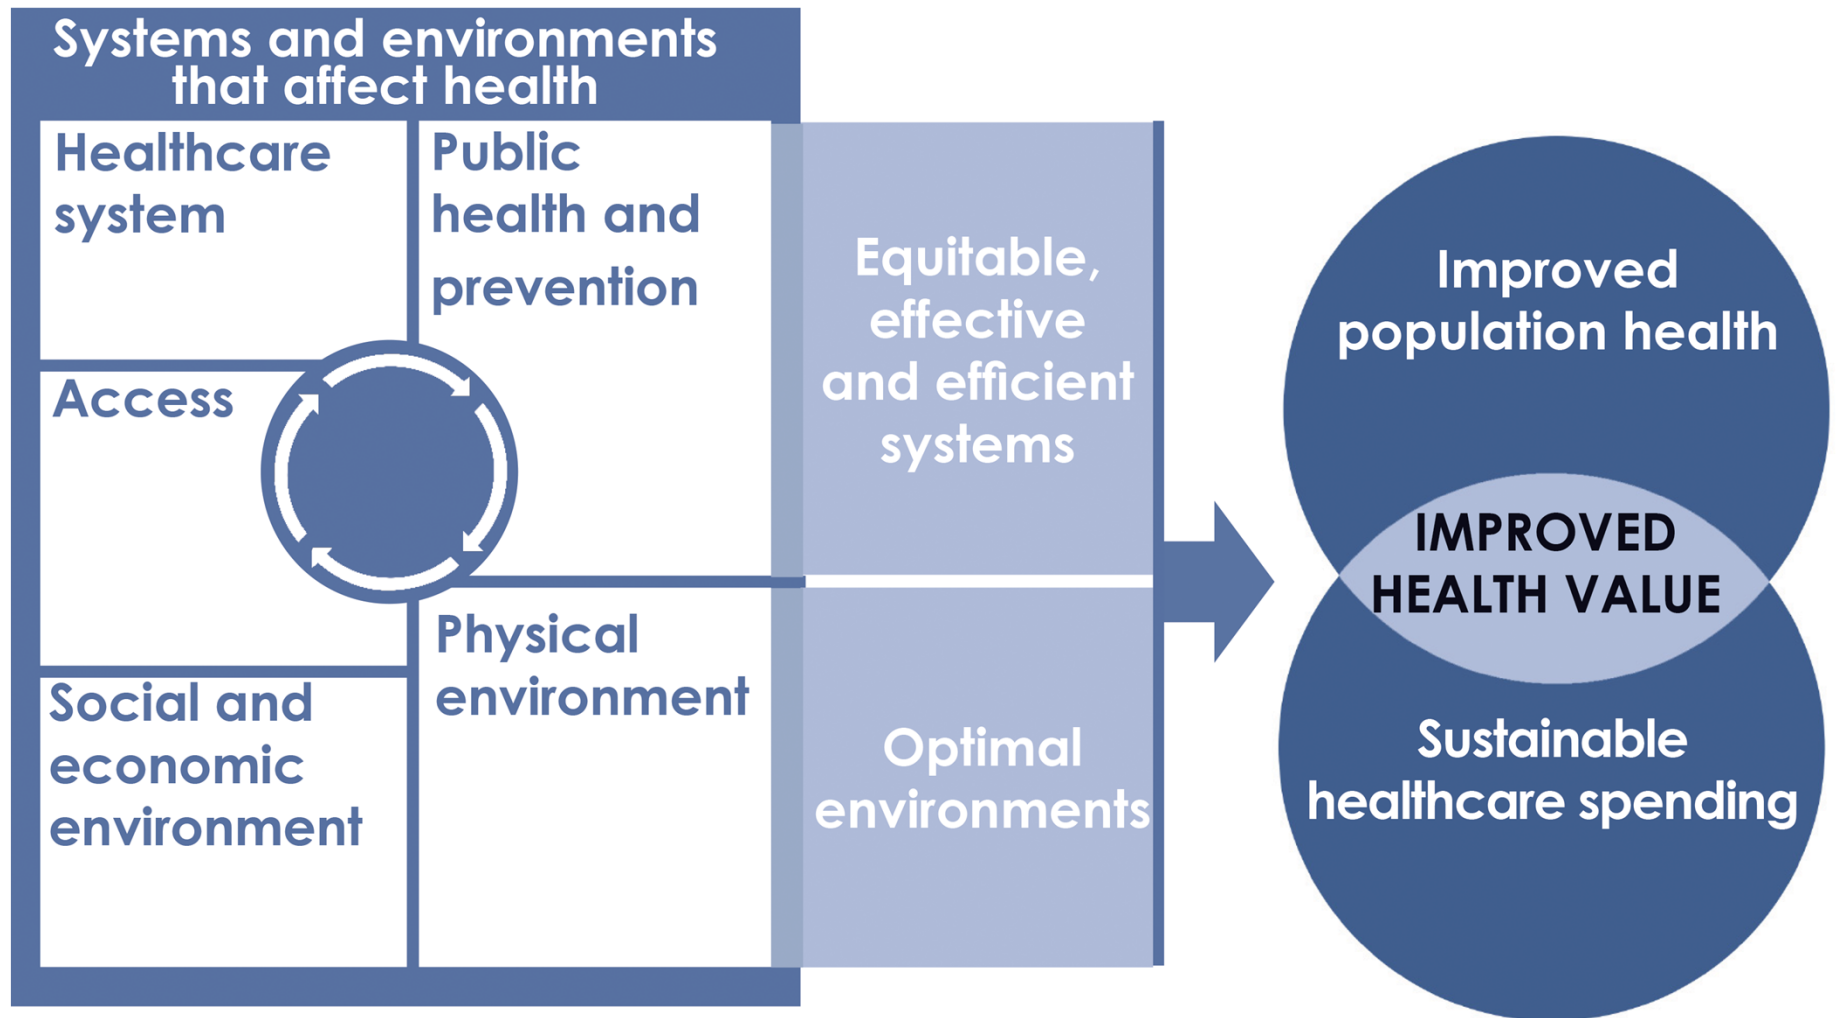 Systems and environments
that affect health
Healthcare
system
Public
health and
prevention
Access
Social and
economic
environment
Physical
environment
Equitable,
effective
and efficient
systems
Optimal
environments
Improved
population health
IMPROVED
HEALTH VALUE
Sustainable
healthcare spending